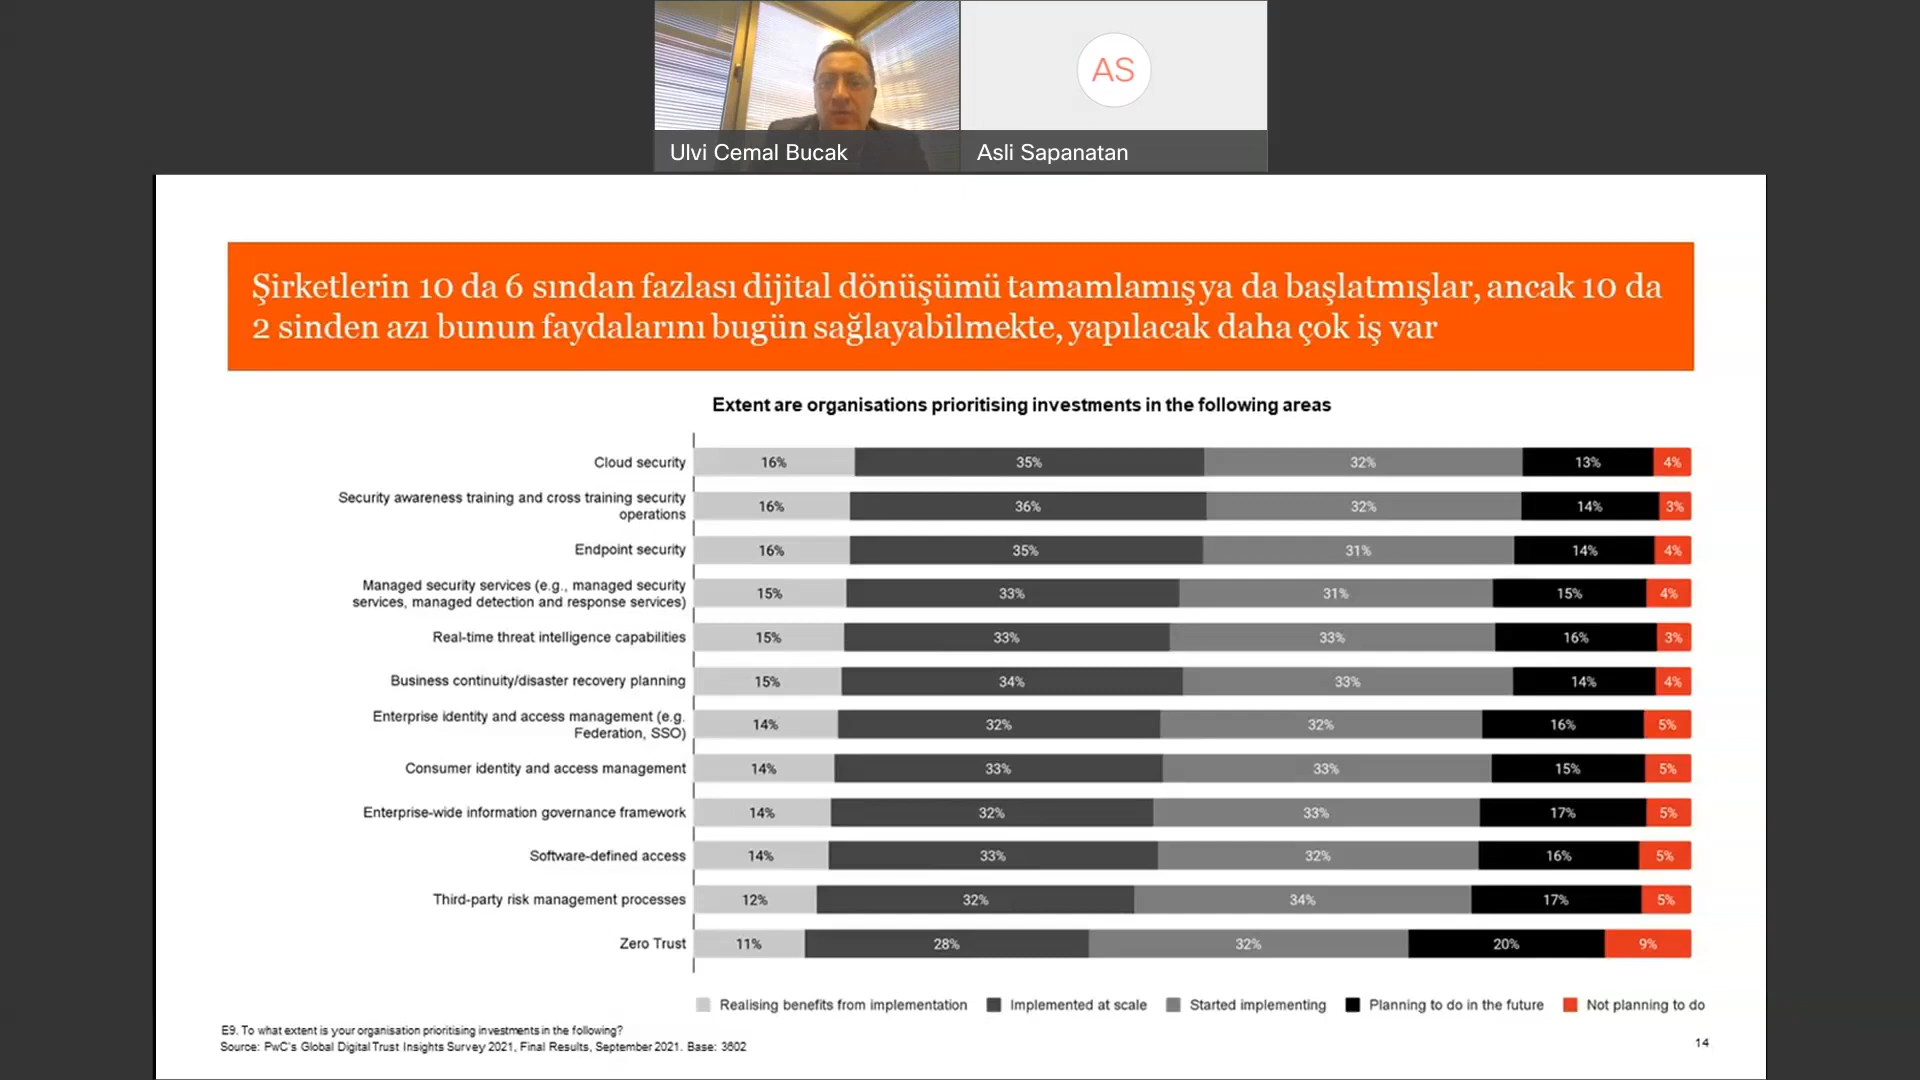 AS
Ulvi Cemal Bucak
Asli Sapanatan
Şirketlerin 10 da 6 sından fazlası dijital dönüşümü tamamlamış ya da başlatmışlar, ancak 10 da
2 sinden azı bunun faydalarını bugün sağlayabilmekte, yapılacak daha çok iş var
Extent are organisations prioritising investments in the following areas
Cloud security 16% 35% 32% 13% 4%
Security awareness training and cross training security
operations 16% 36% 32% 14% 3%
Endpoint security 16% 35% 31% 14% 4%
Managed security services (e.g., managed security
services, managed detection and response services) 15% 33% 31% 15% 4%
Real-time threat intelligence capabilities 15% 33% 33% 16% 3%
Business continuity/disaster recovery planning 15% 34% 33% 14% 4%
Enterprise identity and access management (e.g.
Federation, SSO) 14% 32% 32% 16% 5%
Consumer identity and access management 14% 33% 33% 15% 5%
Enterprise-wide information governance framework 14% 32% 33% 17% 5%
Software-defined access 14% 33% 32% 16% 5%
Third-party risk management processes 12% 32% 34% 17% 5%
Zero Trust 11% 28% 32% 20% 9%
Realising benefits from implementation Implemented at scale Started implementing Planning to do in the future Not planning to do
E9. To what extent is your organisation prioritising investments in the following?
Source: PwC's Global Digital Trust Insights Survey 2021, Final Results, September 2021. Base: 3602
14